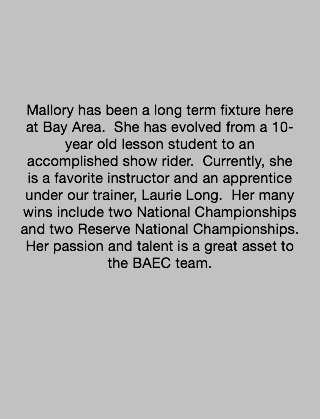 Mallory has been a long term fixture here
at Bay Area.  She has evolved from a 10-
year old lesson student to an
accomplished show rider.  Currently, she
is a favorite instructor and an apprentice
under our trainer, Laurie Long.  Her many
wins include two National Championships
and two Reserve National Championships.
Her passion and talent is a great asset to
the BAEC team.